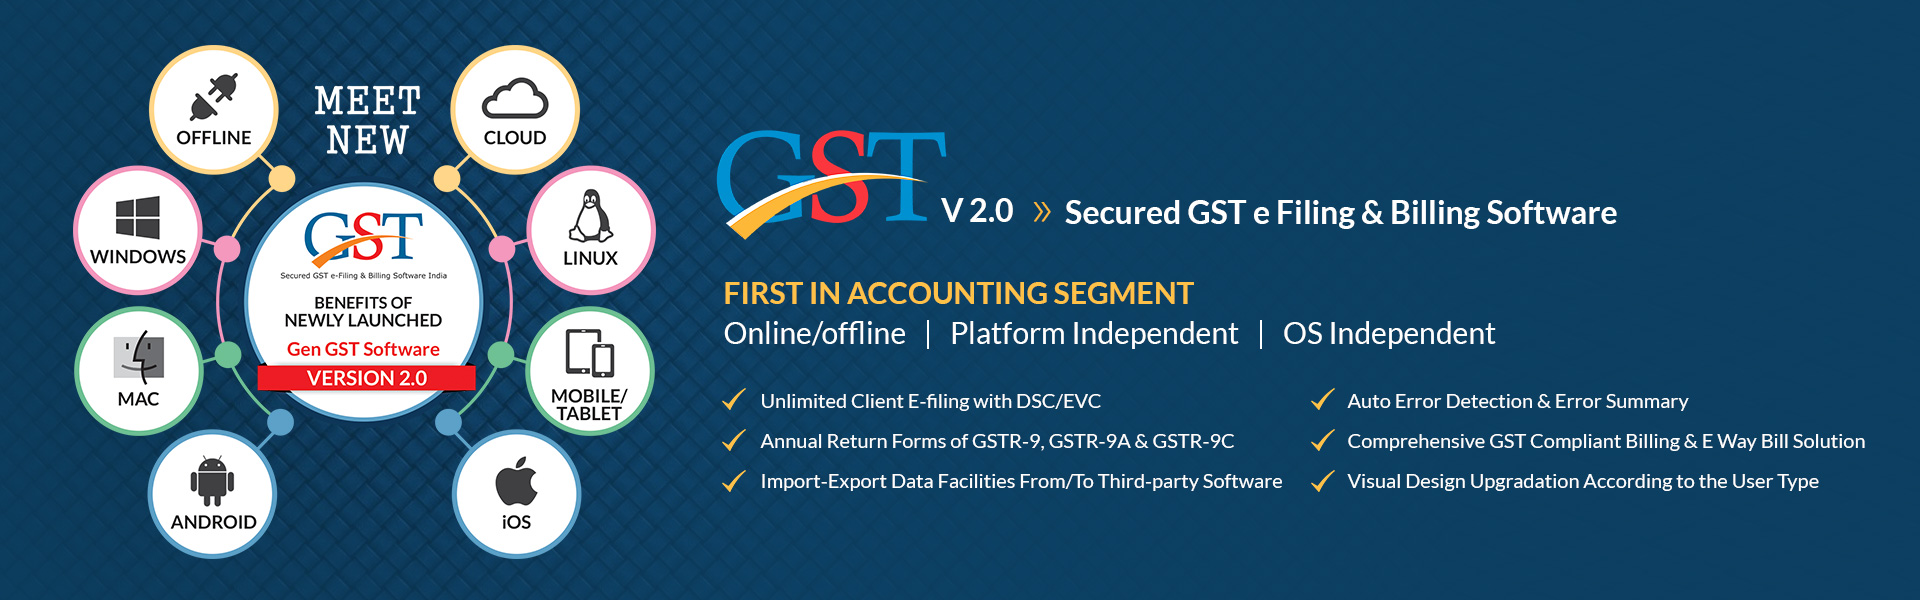 MEET
NEW
OFFLINE
CLOUD
WINDOWS
LINUX
MAC
MOBILE/
TABLET
ANDROID
iOS
GST
Secured GST e-Filing & Billing Software India
BENEFITS OF
NEWLY LAUNCHED
Gen GST Software
VERSION 2.0
GST V 2.0 » Secured GST e Filing & Billing Software
FIRST IN ACCOUNTING SEGMENT
Online/offline | Platform Independent | OS Independent
Unlimited Client E-filing with DSC/EVC
Annual Return Forms of GSTR-9, GSTR-9A & GSTR-9C
Import-Export Data Facilities From/To Third-party Software
Auto Error Detection & Error Summary
Comprehensive GST Compliant Billing & E Way Bill Solution
Visual Design Upgradation According to the User Type